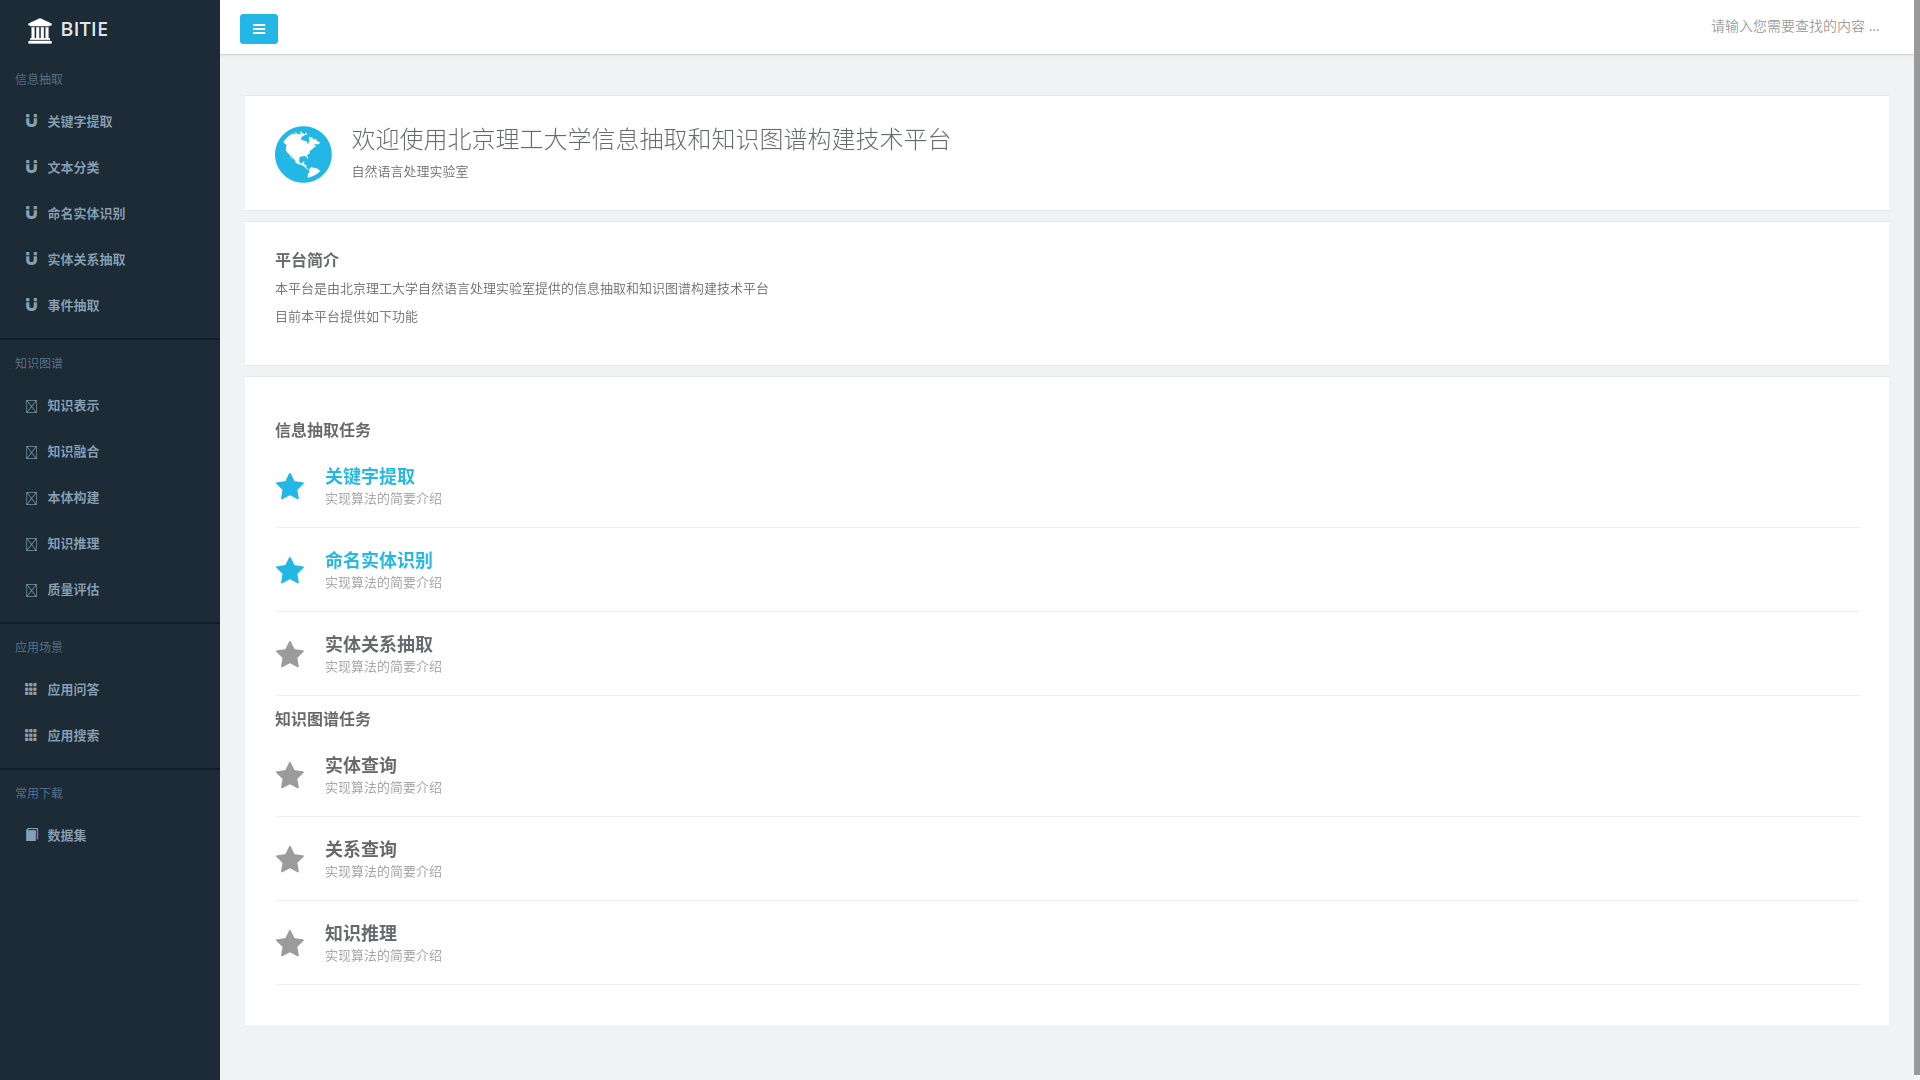 BITIE
请输入您需要查找的内容 ...
信息抽取
关键字提取
文本分类
命名实体识别
实体关系抽取
事件抽取
知识图谱
知识表示
知识融合
本体构建
知识推理
质量评估
应用场景
应用问答
应用搜索
常用下载
数据集
欢迎使用北京理工大学信息抽取和知识图谱构建技术平台
自然语言处理实验室
平台简介
本平台是由北京理工大学自然语言处理实验室提供的信息抽取和知识图谱构建技术平台
目前本平台提供如下功能
信息抽取任务
关键字提取
实现算法的简要介绍
命名实体识别
实现算法的简要介绍
实体关系抽取
实现算法的简要介绍
知识图谱任务
实体查询
实现算法的简要介绍
关系查询
实现算法的简要介绍
知识推理
实现算法的简要介绍